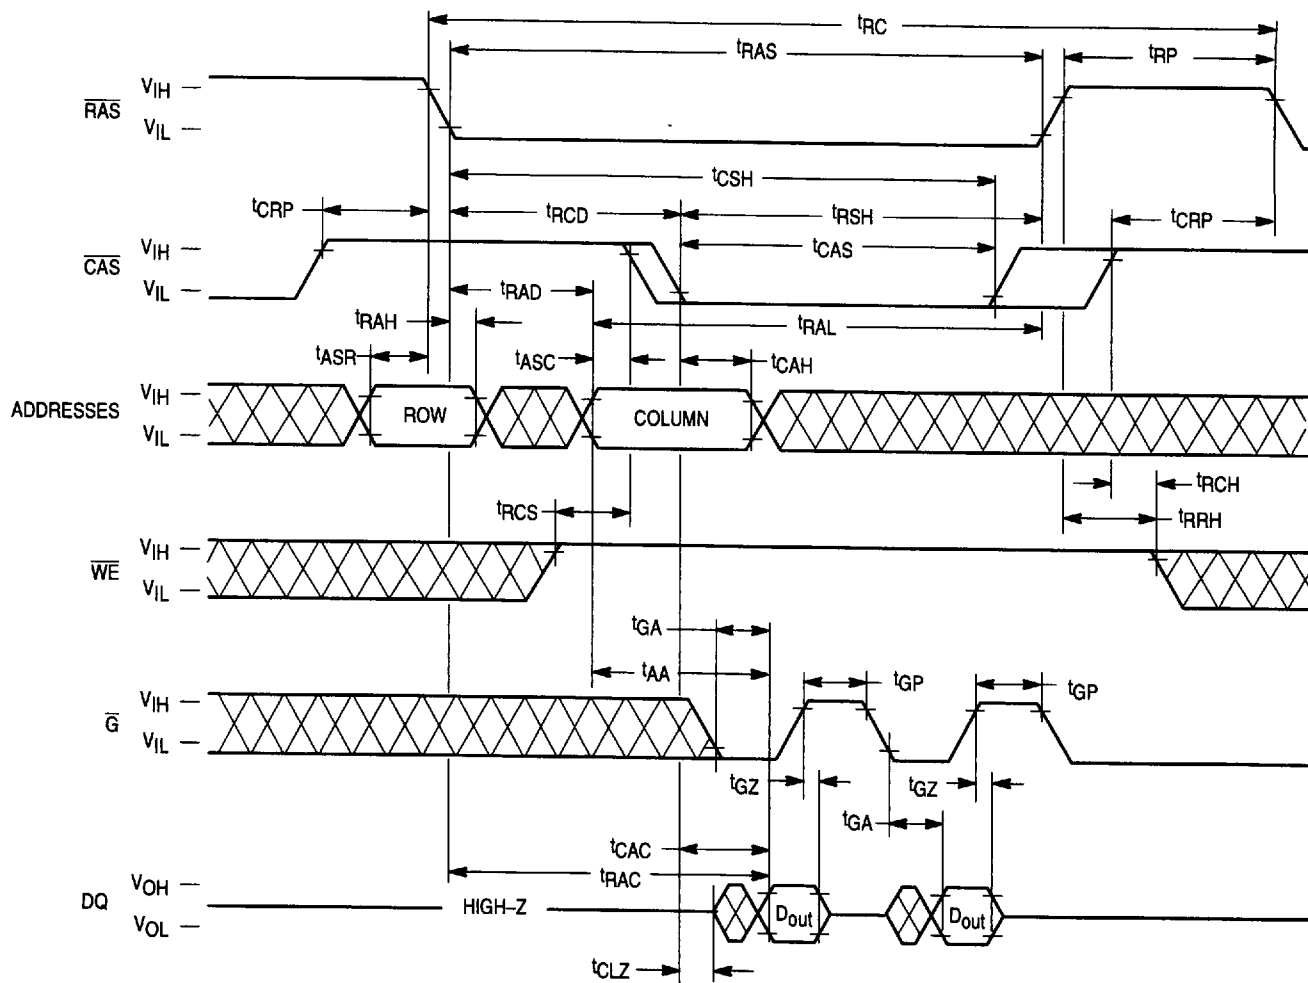 tRC
tRAS
tRP
VIH
RAS
VIL
tCSH
tCRP
tRCD
tRSH
tCRP
VIH
tCAS
CAS
VIL
tRAD
tRAH
tRAL
tASR
tASC
tCAH
VIH
ADDRESSES
ROW
COLUMN
VIL
tRCH
tRCS
tRRH
VIH
WE
VIL
tGA
tAA
tGP
tGP
VIH
G
VIL
tGZ
tGZ
tGA
tCAC
tRAC
VOH
DQ
HIGH–Z
Dout
Dout
VOL
tCLZ